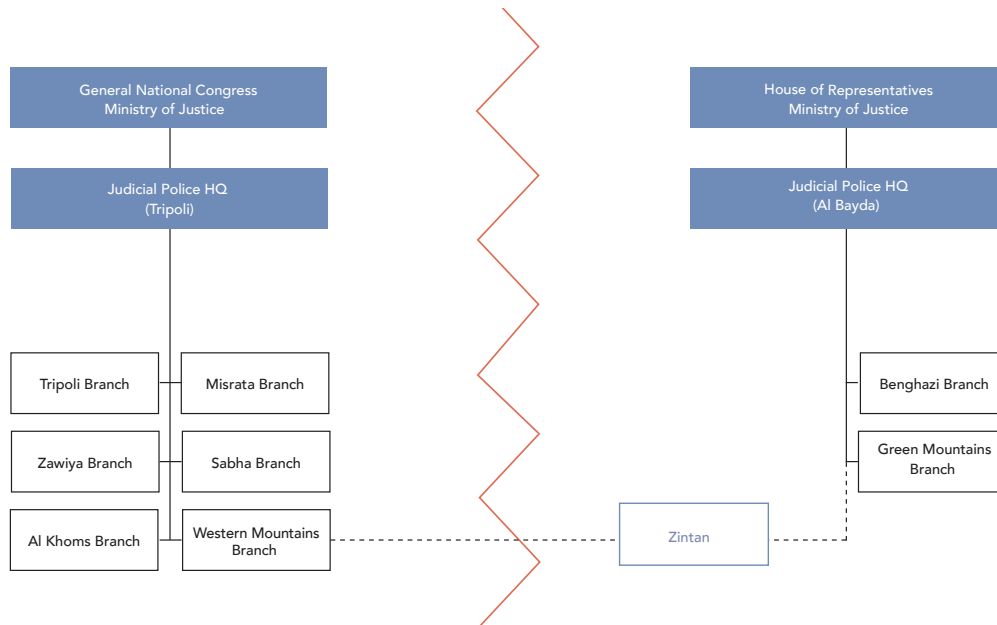 General National Congress
Ministry of Justice
House of Representatives
Ministry of Justice
Judicial Police HQ
(Tripoli)
Judicial Police HQ
(Al Bayda)
Tripoli Branch
Misrata Branch
Benghazi Branch
Zawiya Branch
Sabha Branch
Green Mountains
Branch
Al Khoms Branch
Western Mountains
Branch
Zintan